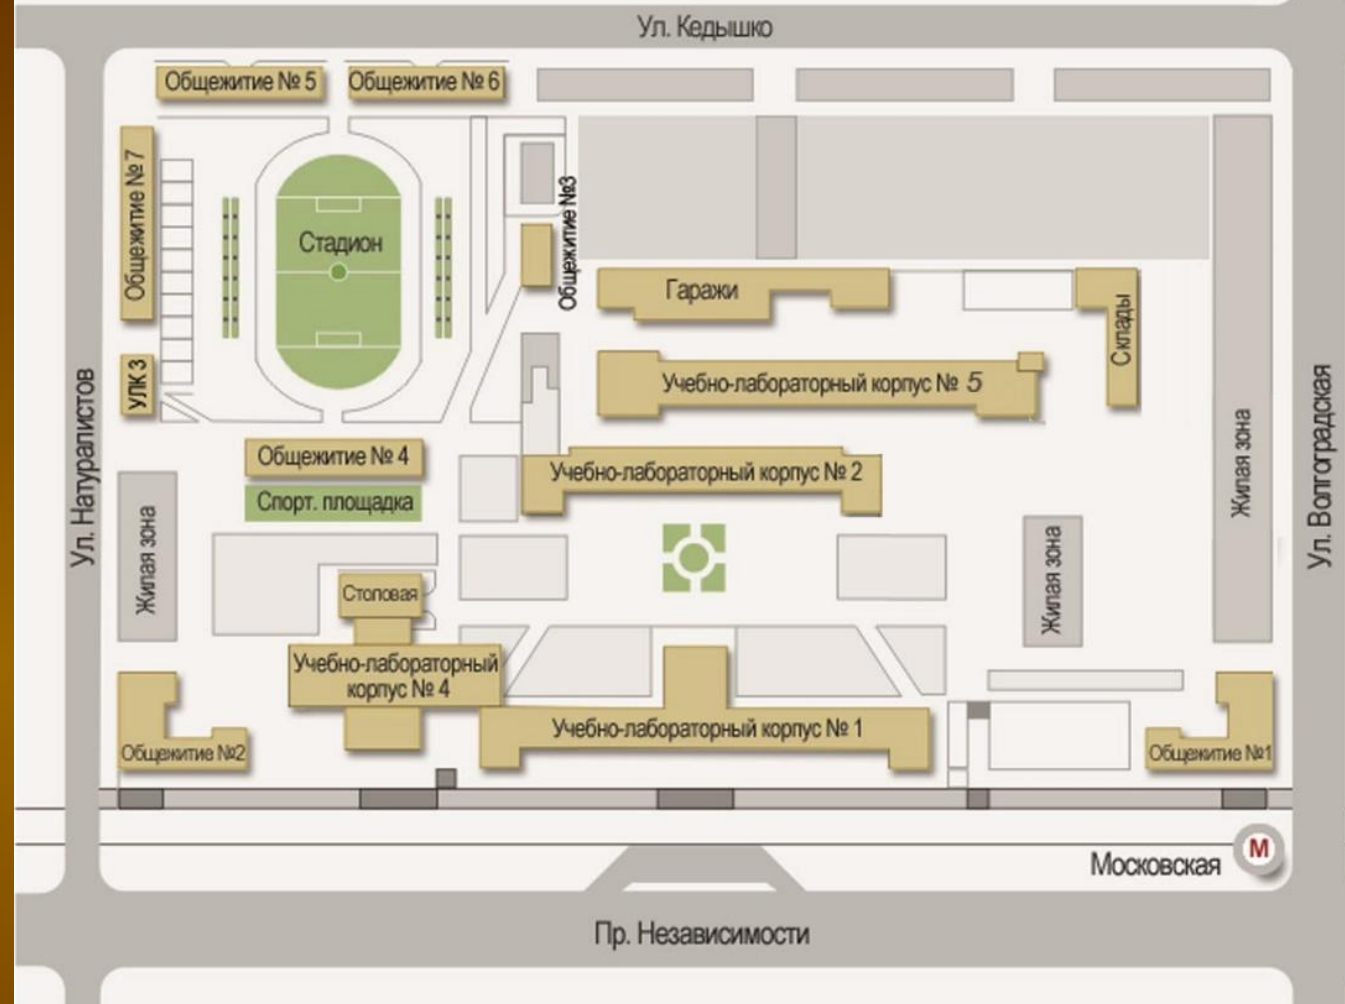 Ул. Кедышко
Общежитие № 5
Общежитие № 6
Общежитие № 7
Общежитие №3
Стадион
Гаражи
Склады
УЛК 3
Учебно-лабораторный корпус № 5
Ул. Натуралистов
Ул. Волгоградская
Жилая зона
Общежитие № 4
Учебно-лабораторный корпус № 2
Спорт. площадка
Жилая зона
Жилая зона
Столовая
Учебно-лабораторный
корпус № 4
Учебно-лабораторный корпус № 1
Общежитие №2
Общежитие №1
Московская
М
Пр. Независимости